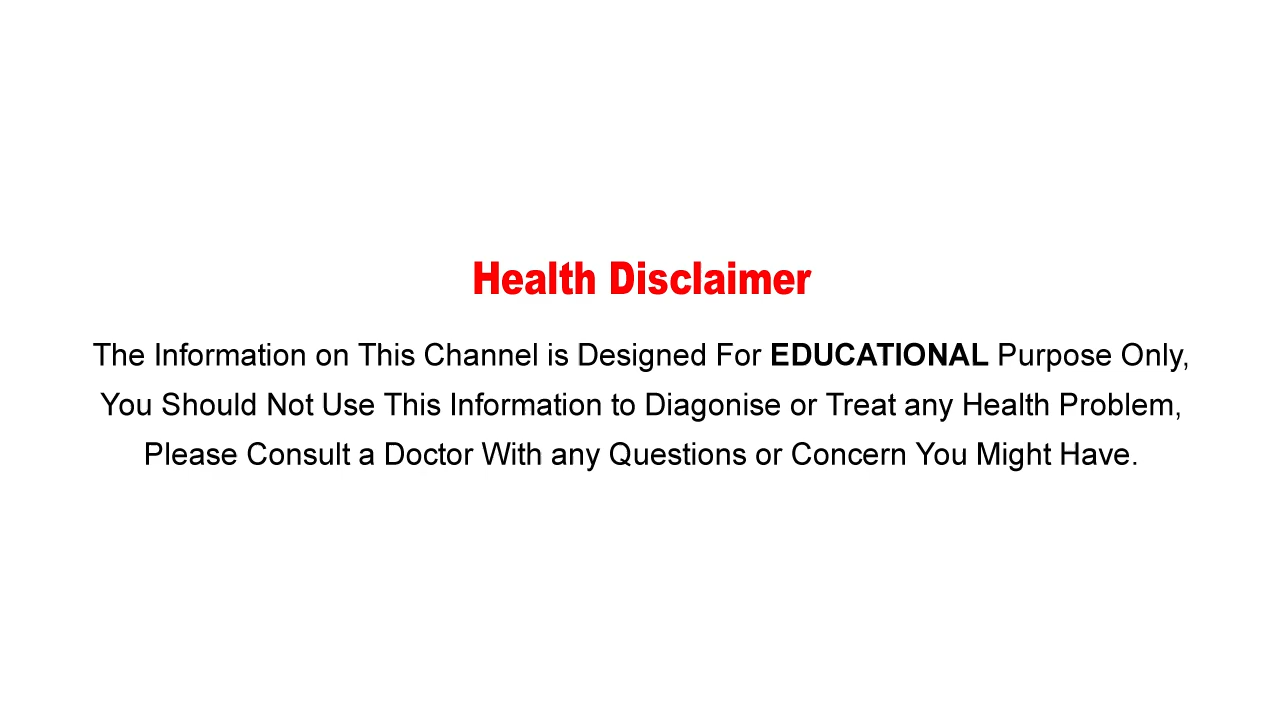 Health Disclaimer
The Information on This Channel is Designed For EDUCATIONAL Purpose Only,
You Should Not Use This Information to Diagonise or Treat any Health Problem,
Please Consult a Doctor With any Questions or Concern You Might Have.